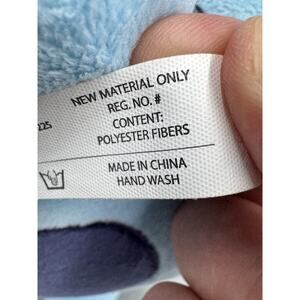 NEW MATERIAL ONLY
REG. NO. #
CONTENT:
POLYESTER FIBERS
MADE IN CHINA
HAND WASH